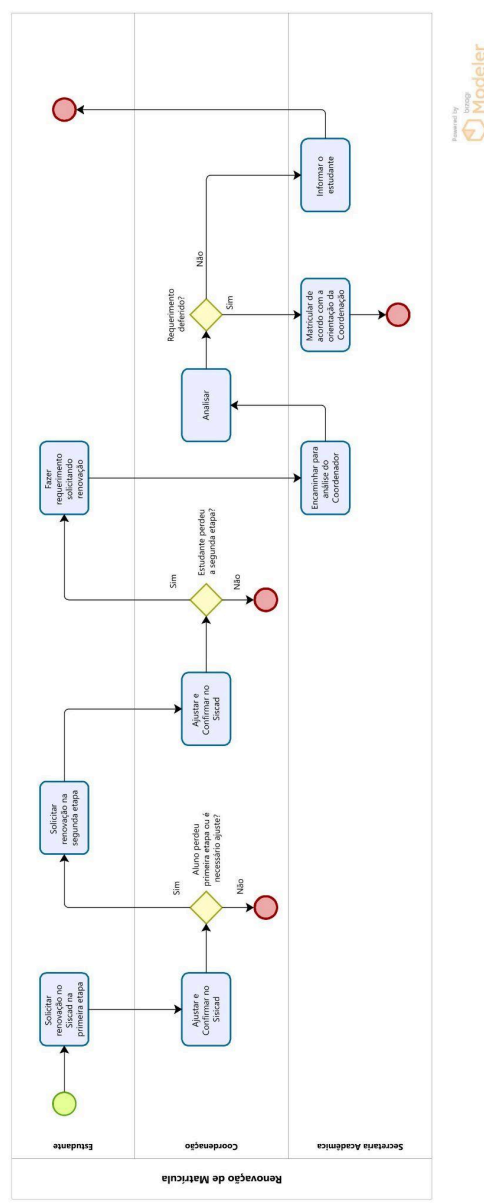 Renovação de Matrícula
Estudante
Coordenação
Secretaria Acadêmica
Solicitar
renovação no
Siscad na
primeira etapa
Ajustar e
Confirmar no
Sisicad
Aluno perdeu
primeira etapa ou é
necessário ajuste?
Sim
Não
Solicitar
renovação na
segunda etapa
Ajustar e
Confirmar no
Siscad
Estudante perdeu
a segunda etapa?
Sim
Não
Fazer
requerimento
solicitando
renovação
Encaminhar para
análise do
Coordenador
Analisar
Requerimento
deferido?
Sim
Não
Matricular de
acordo com a
orientação da
Coordenação
Informar o
estudante
Powered by
bizagi
Modeler